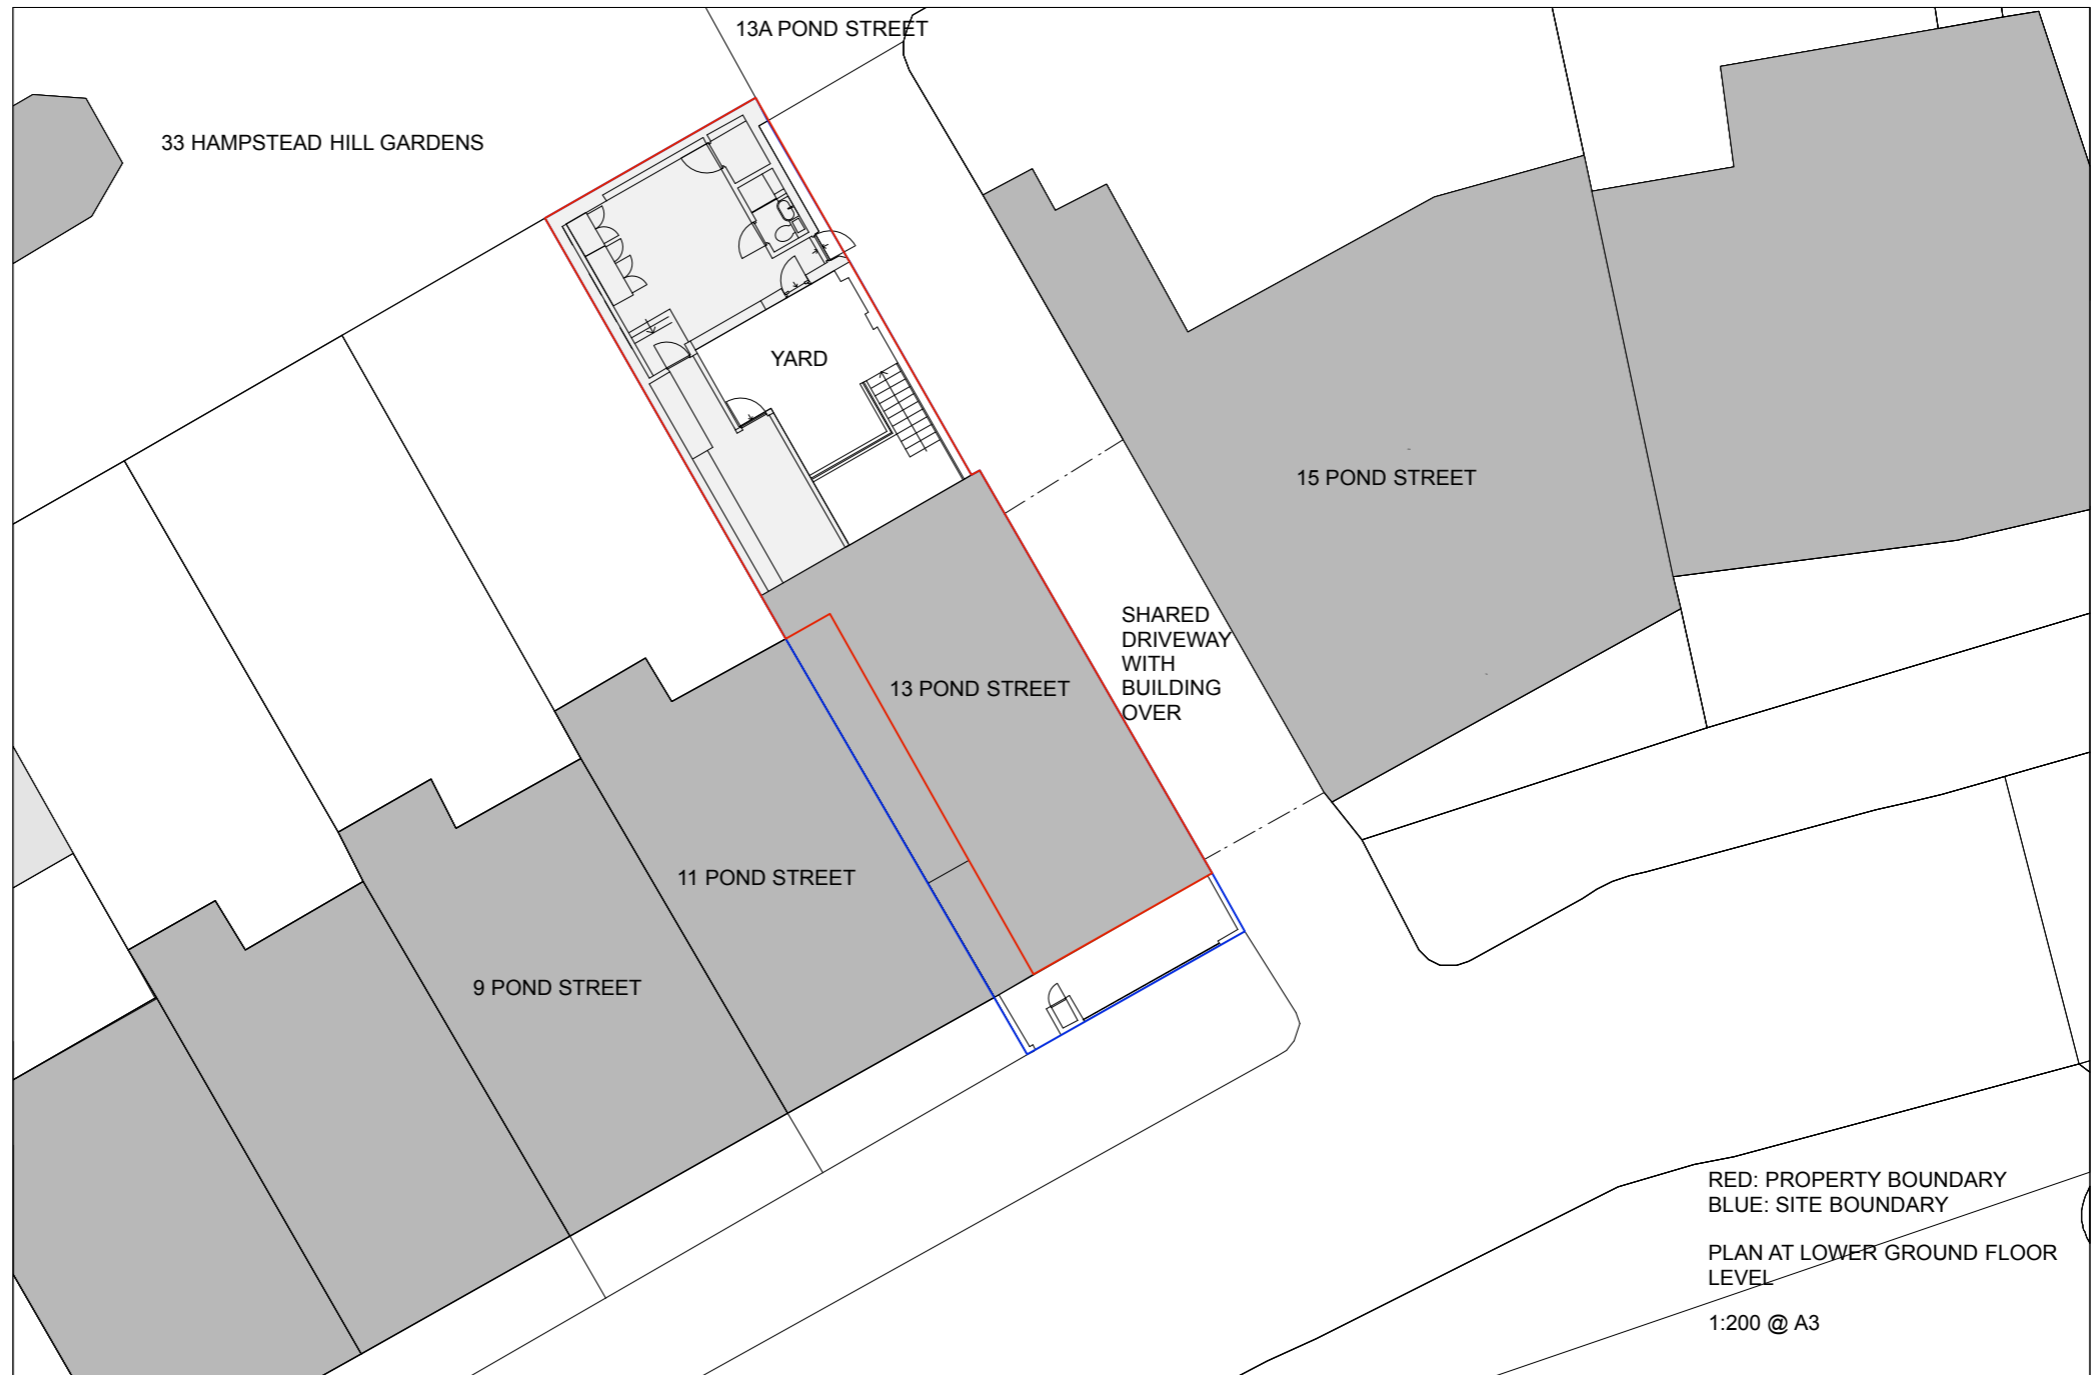 13A POND STREET
33 HAMPSTEAD HILL GARDENS
YARD
15 POND STREET
SHARED
DRIVEWAY
WITH
BUILDING
OVER
13 POND STREET
11 POND STREET
9 POND STREET
RED: PROPERTY BOUNDARY
BLUE: SITE BOUNDARY
PLAN AT LOWER GROUND FLOOR
LEVEL
1:200 @ A3